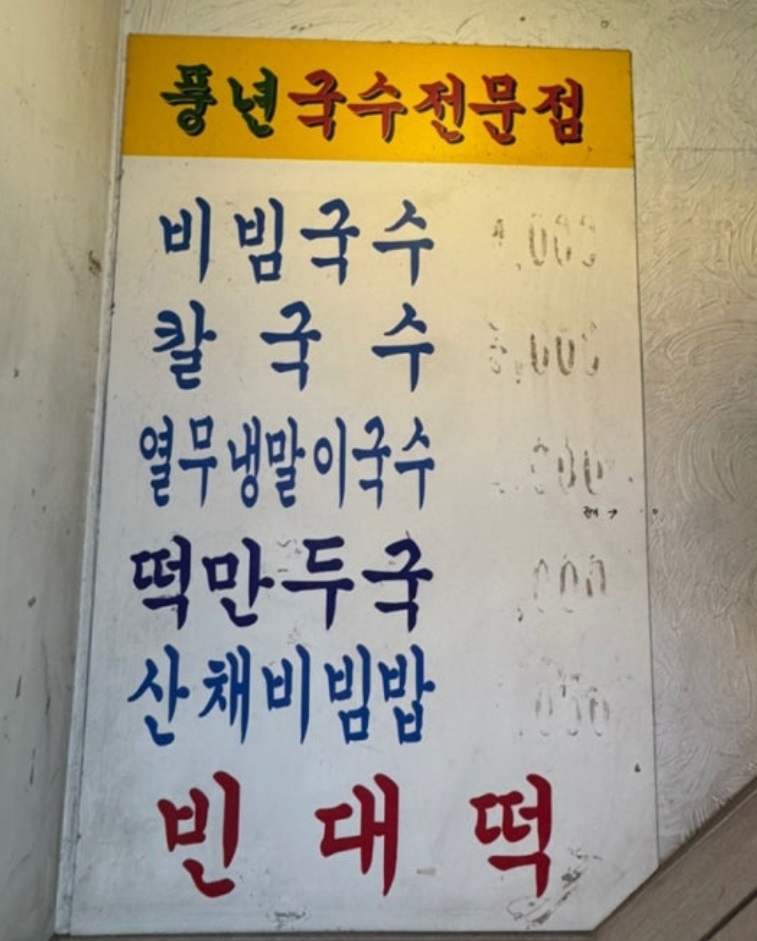 풍년국수전문점
비빔국수
칼국수
열무냉말이국수
떡만두국
산채비빔밥
빈대떡